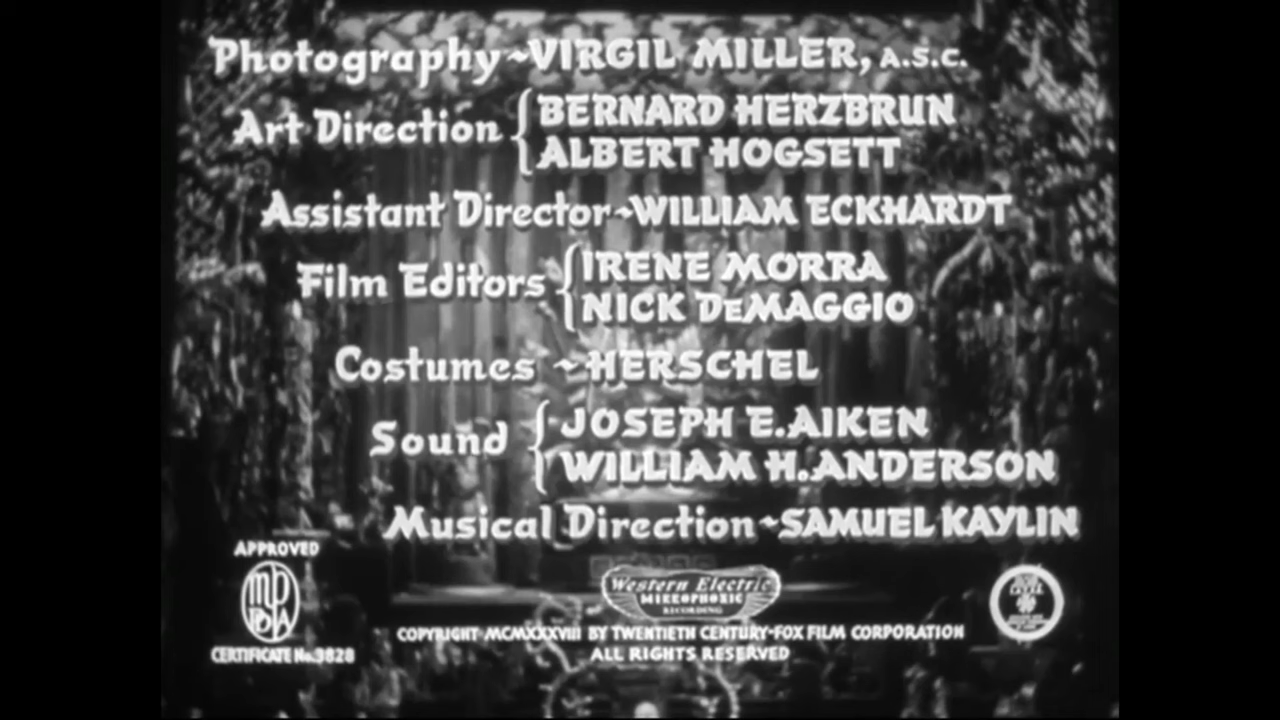 Photography~VIRGIL MILLER, A.S.C.
Art Direction { BERNARD HERZBRUN
ALBERT HOGSETT
Assistant Director~WILLIAM ECKHARDT
Film Editors { IRENE MORRA
NICK DeMAGGIO
Costumes ~HERSCHEL
Sound { JOSEPH E. AIKEN
WILLIAM H. ANDERSON
Musical Direction~SAMUEL KAYLIN
APPROVED
MPPDA
CERTIFICATE No. 3828
Western Electric
MIRROPHONIC
RECORDING
COPYRIGHT MCMXXXVIII BY TWENTIETH CENTURY-FOX FILM CORPORATION
ALL RIGHTS RESERVED